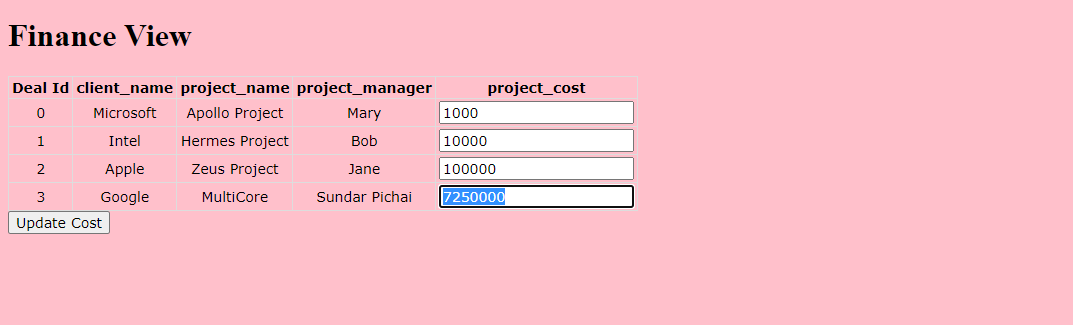 Finance View
Deal Id client_name project_name project_manager project_cost
0 Microsoft Apollo Project Mary 1000
1 Intel Hermes Project Bob 10000
2 Apple Zeus Project Jane 100000
3 Google MultiCore Sundar Pichai 7250000
Update Cost